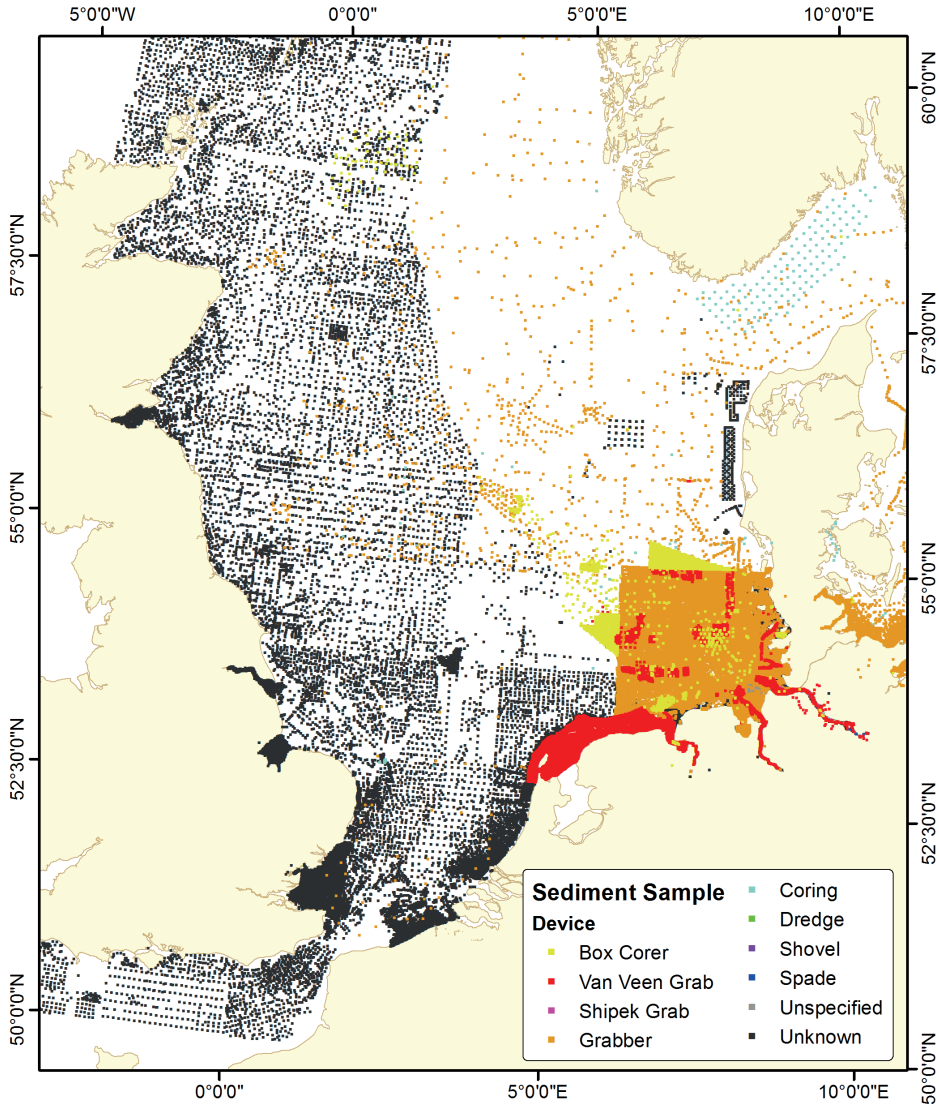 5°0'0"W
0°0'0"
5°0'0"E
10°0'0"E
60°0'0"N
57°30'0"N
57°30'0"N
55°0'0"N
55°0'0"N
52°30'0"N
52°30'0"N
50°0'0"N
50°0'0"N
Sediment Sample
Device
Box Corer
Van Veen Grab
Shipek Grab
Grabber
Coring
Dredge
Shovel
Spade
Unspecified
Unknown
0°0'0"
5°0'0"E
10°0'0"E